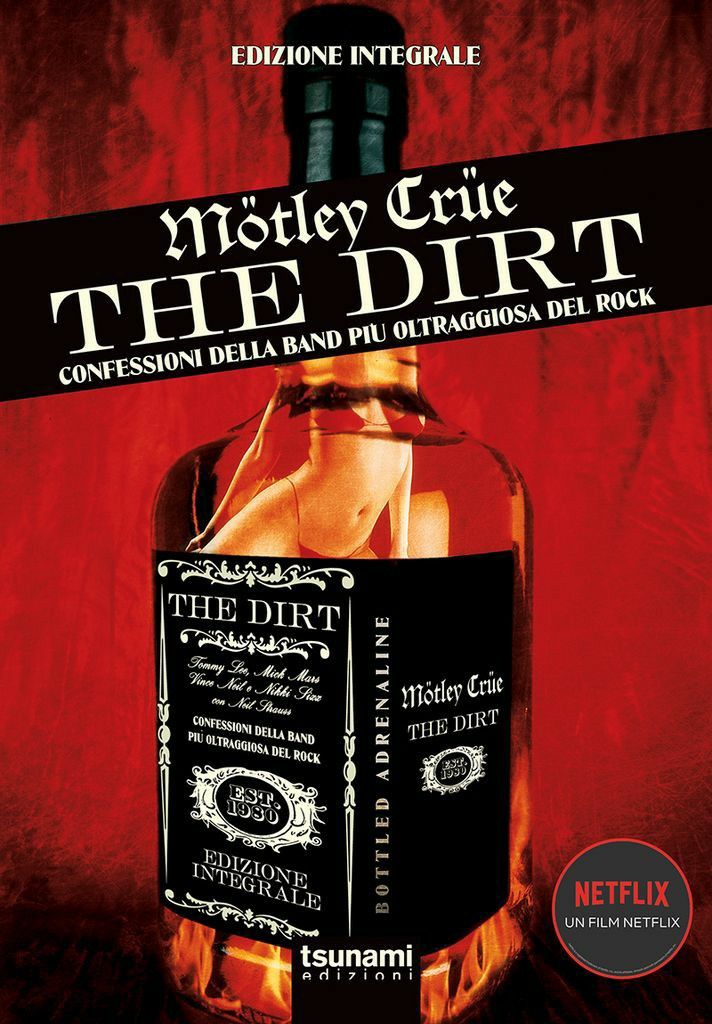 EDIZIONE INTEGRALE
Mötley Crüe
THE DIRT
CONFESSIONI DELLA BAND PIÙ OLTRAGGIOSA DEL ROCK
THE DIRT
Tommy Lee, Mick Mars
Vince Neil e Nikki Sixx
con Neil Strauss
CONFESSIONI DELLA BAND
PIÙ OLTRAGGIOSA DEL ROCK
EST.
1980
EDIZIONE
INTEGRALE
BOTTLED ADRENALINE
Mötley Crüe
THE DIRT
EST.
1980
NETFLIX
UN FILM NETFLIX
tsunami
edizioni